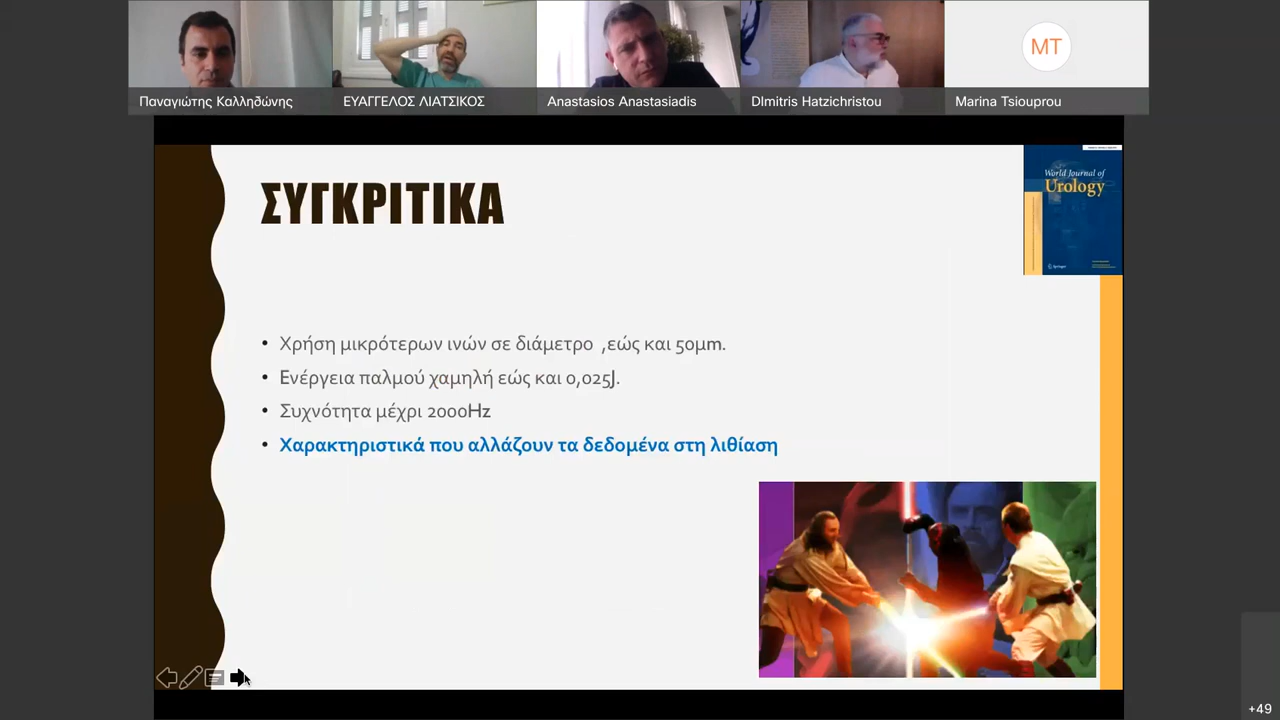 Παναγιώτης Καλληδώνης
ΕΥΑΓΓΕΛΟΣ ΛΙΑΤΣΙΚΟΣ
Anastasios Anastasiadis
DImitris Hatzichristou
MT
Marina Tsiouprou
ΣΥΓΚΡΙΤΙΚΑ
World Journal of
Urology
Springer
• Χρήση μικρότερων ινών σε διάμετρο ,εώς και 50μm.
• Ενέργεια παλμού χαμηλή εώς και 0,025J.
• Συχνότητα μέχρι 2000Hz
• Χαρακτηριστικά που αλλάζουν τα δεδομένα στη λιθίαση
+49